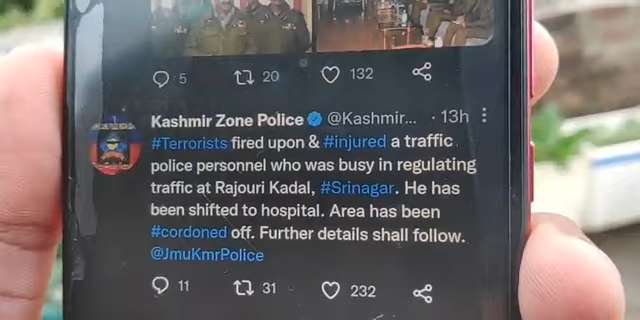 5 20 132
Kashmir Zone Police @Kashmir... · 13h
#Terrorists fired upon & #injured a traffic
police personnel who was busy in regulating
traffic at Rajouri Kadal, #Srinagar. He has
been shifted to hospital. Area has been
#cordoned off. Further details shall follow.
@JmuKmrPolice
11 31 232